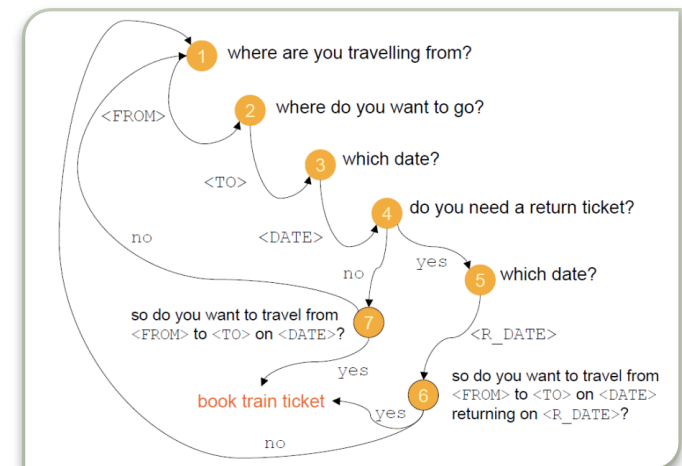 1 where are you travelling from?
<FROM>
2 where do you want to go?
<TO>
3 which date?
<DATE>
4 do you need a return ticket?
no
no
yes
5 which date?
so do you want to travel from
<FROM> to <TO> on <DATE>?
7
<R_DATE>
yes
book train ticket
yes
6
so do you want to travel from
<FROM> to <TO> on <DATE>
returning on <R_DATE>?
no